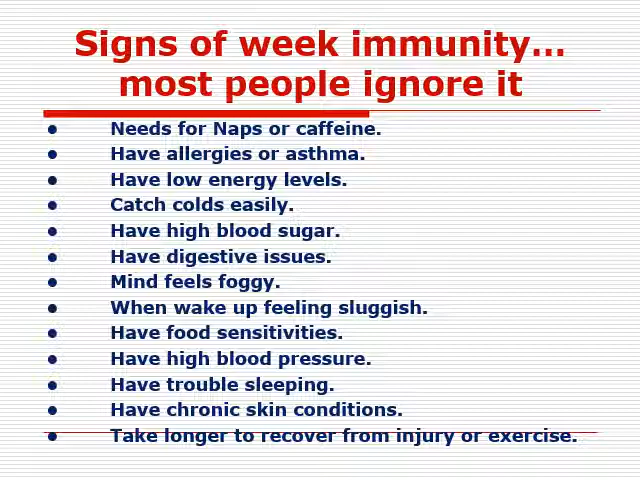 Signs of week immunity...
most people ignore it
● Needs for Naps or caffeine.
● Have allergies or asthma.
● Have low energy levels.
● Catch colds easily.
● Have high blood sugar.
● Have digestive issues.
● Mind feels foggy.
● When wake up feeling sluggish.
● Have food sensitivities.
● Have high blood pressure.
● Have trouble sleeping.
● Have chronic skin conditions.
● Take longer to recover from injury or exercise.